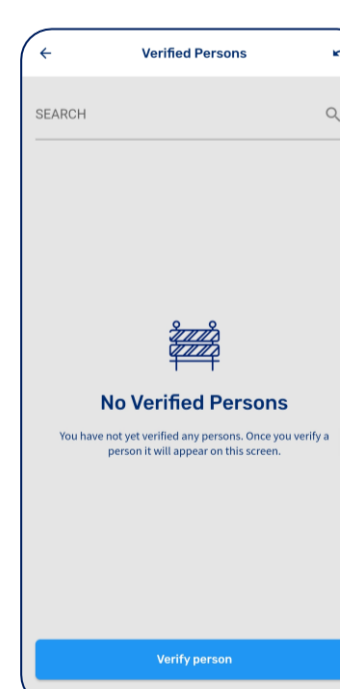 Verified Persons
SEARCH
No Verified Persons
You have not yet verified any persons. Once you verify a
person it will appear on this screen.
Verify person